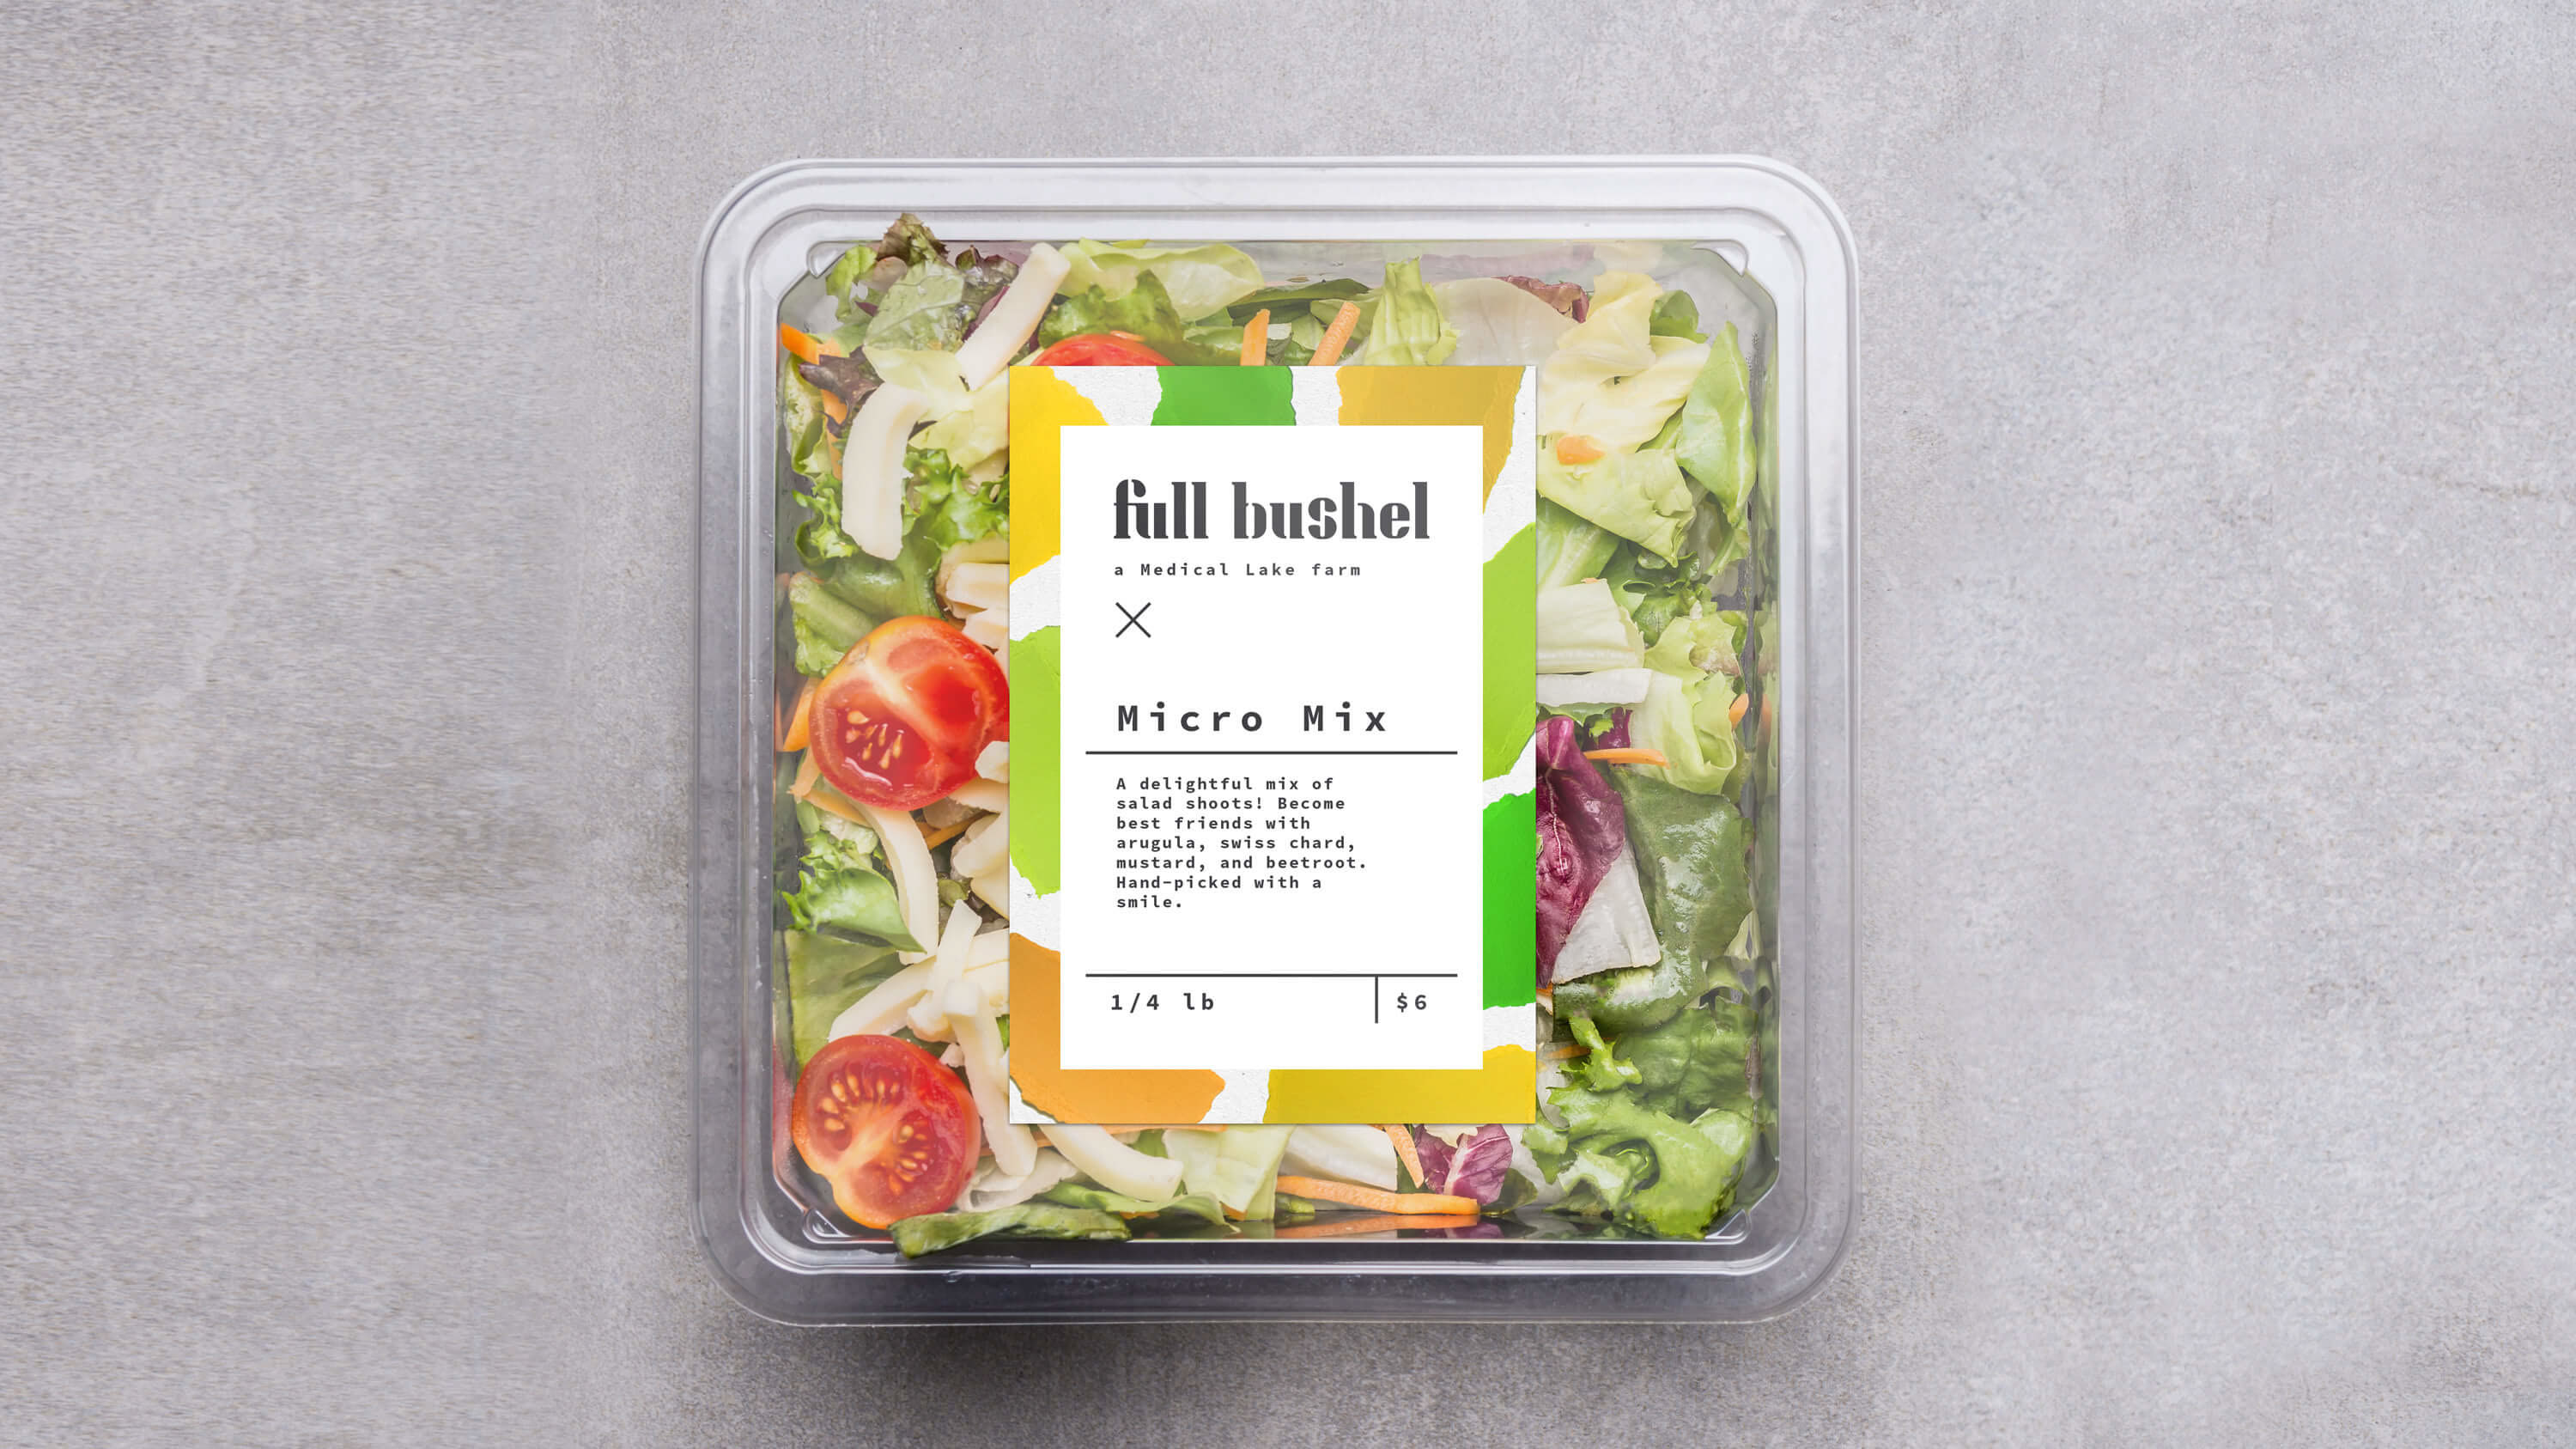 full bushel
a Medical Lake farm
Micro Mix
A delightful mix of
salad shoots! Become
best friends with
arugula, swiss chard,
mustard, and beetroot.
Hand-picked with a
smile.
1/4 lb
$6